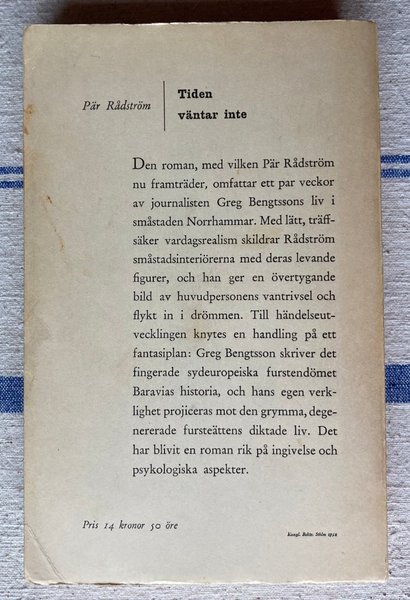 Pär Rådström
Tiden
väntar inte
Den roman, med vilken Pär Rådström
nu framträder, omfattar ett par veckor
av journalisten Greg Bengtssons liv i
småstaden Norrhammar. Med lätt, träff-
säker vardagsrealism skildrar Rådström
småstadsinteriörerna med deras levande
figurer, och han ger en övertygande
bild av huvudpersonens vantrivsel och
flykt in i drömmen. Till händelseut-
vecklingen knytes en handling på ett
fantasiplan: Greg Bengtsson skriver det
fingerade sydeuropeiska furstendömet
Baravias historia, och hans egen verk-
lighet projiceras mot den grymma, dege-
nererade furstEättens diktade liv. Det
har blivit en roman rik på ingivelse och
psykologiska aspekter.
Pris 14 kronor 50 öre
Kungl. Boktr. Sthlm 1952